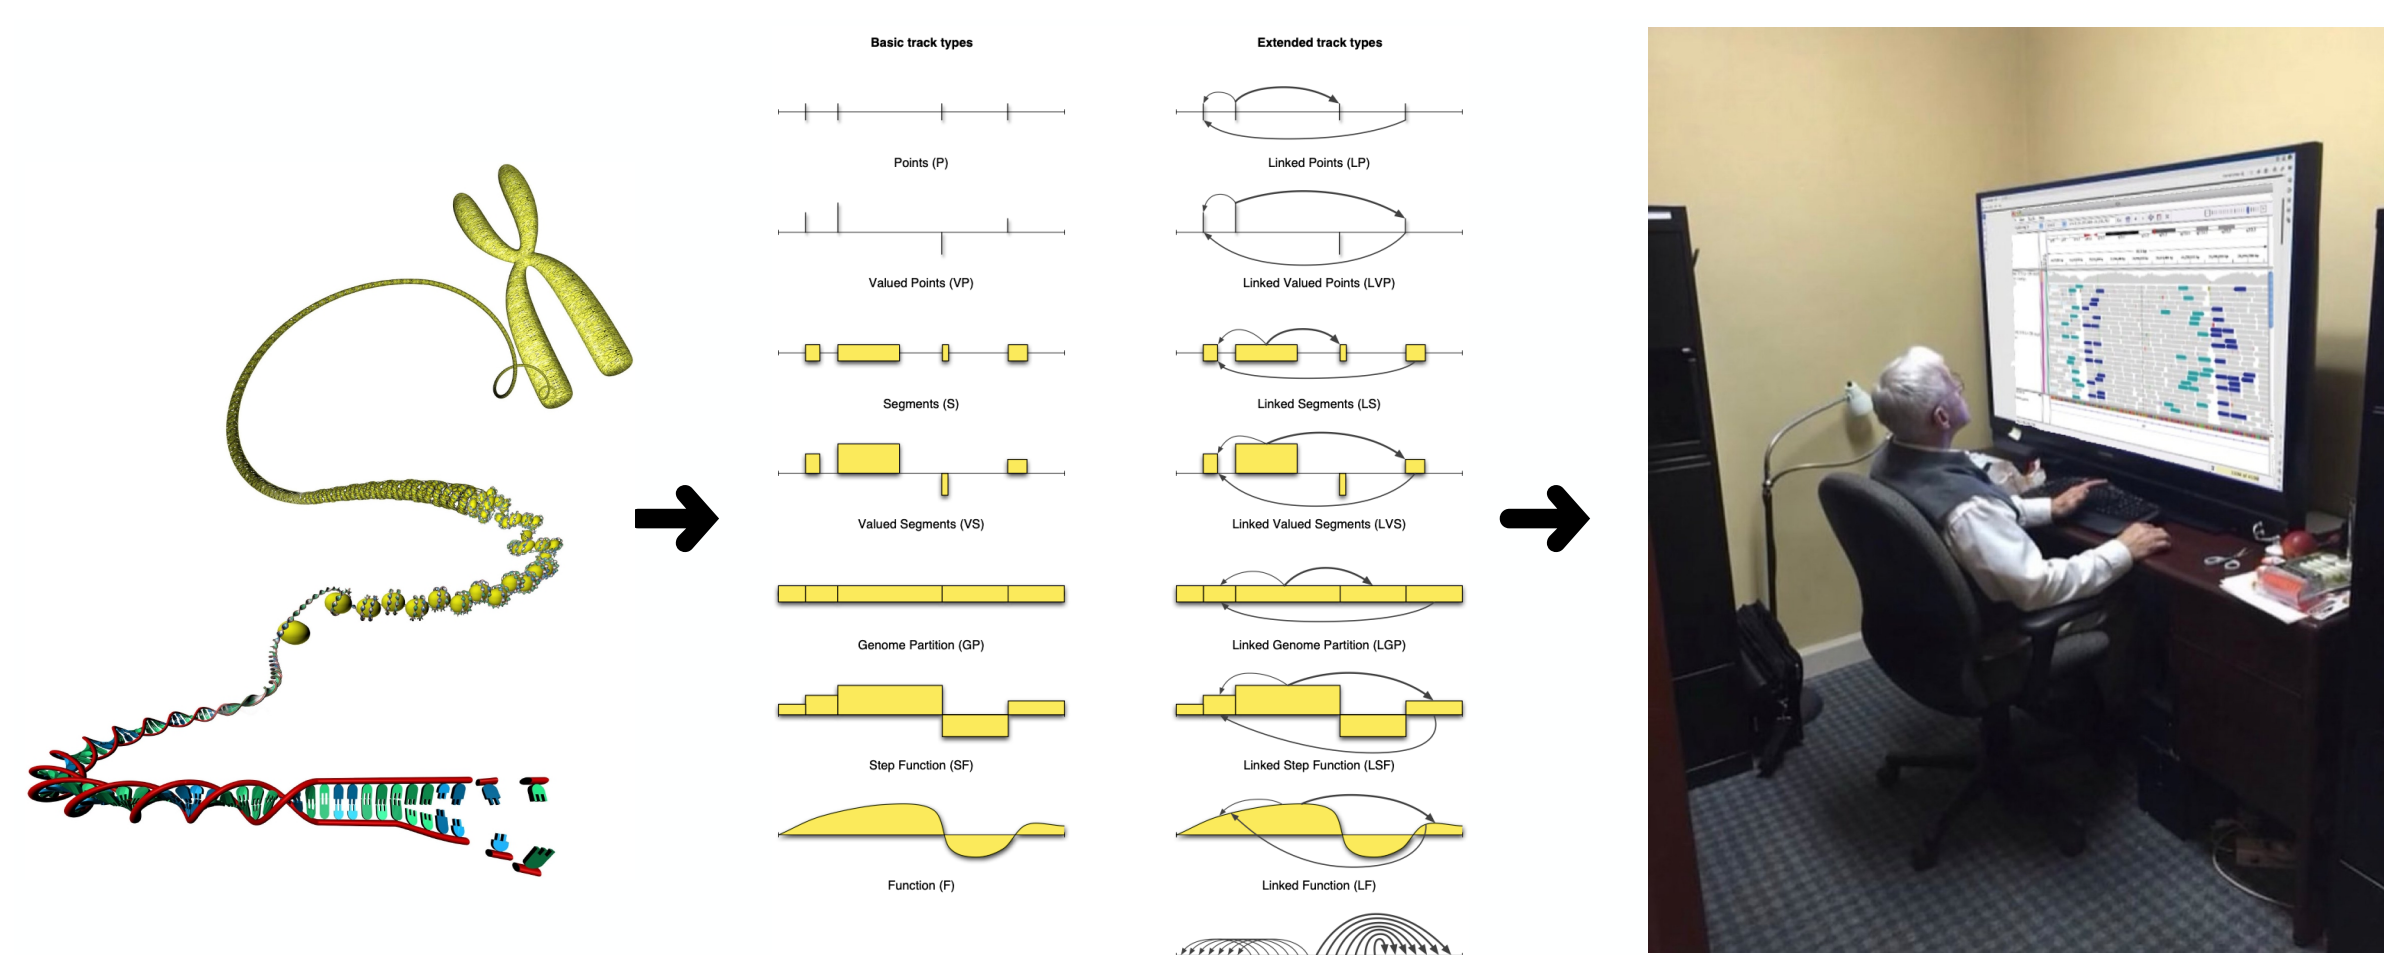 Basic track types
Extended track types
Points (P)
Linked Points (LP)
Valued Points (VP)
Linked Valued Points (LVP)
Segments (S)
Linked Segments (LS)
Valued Segments (VS)
Linked Valued Segments (LVS)
Genome Partition (GP)
Linked Genome Partition (LGP)
Step Function (SF)
Linked Step Function (LSF)
Function (F)
Linked Function (LF)